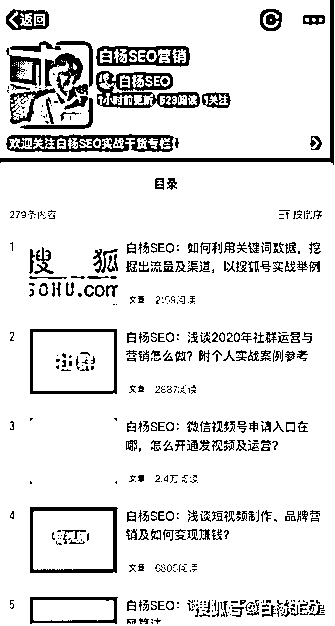 返回
白杨SEO营销
白杨SEO
1小时前更新 629阅读 1关注
欢迎关注白杨SEO实战干货专栏!
目录
279条内容
按倒序
1
搜 狐
SOHU.com
白杨SEO：如何利用关键词数据，挖
掘出流量及渠道，以搜狐号实战举例
文章 2159阅读
2
社群
白杨SEO：浅谈2020年社群运营与
营销怎么做？附个人实战案例参考
文章 2887阅读
3
白杨SEO：微信视频号申请入口在
哪，怎么开通发视频及运营？
文章 2.4万阅读
4
短视频
白杨SEO：浅谈短视频制作、品牌营
销及如何变现赚钱？
文章 6805阅读
5
白杨SEO：
搜狐号@白杨SEO